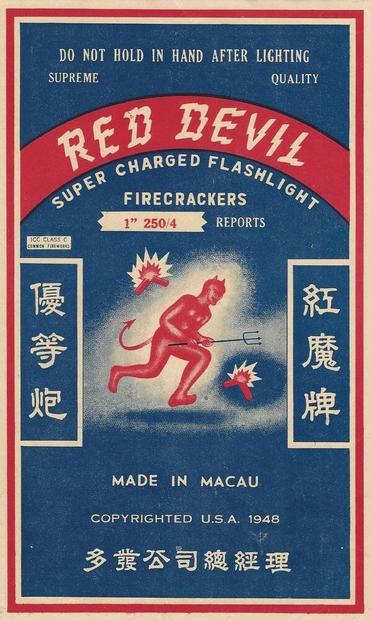 DO NOT HOLD IN HAND AFTER LIGHTING
SUPREME QUALITY
RED DEVIL
SUPER CHARGED FLASHLIGHT
FIRECRACKERS
1" 250/4 REPORTS
ICC CLASS C
COMMON FIREWORKS
優等炮
紅魔牌
MADE IN MACAU
COPYRIGHTED U.S.A. 1948
多發公司總經理